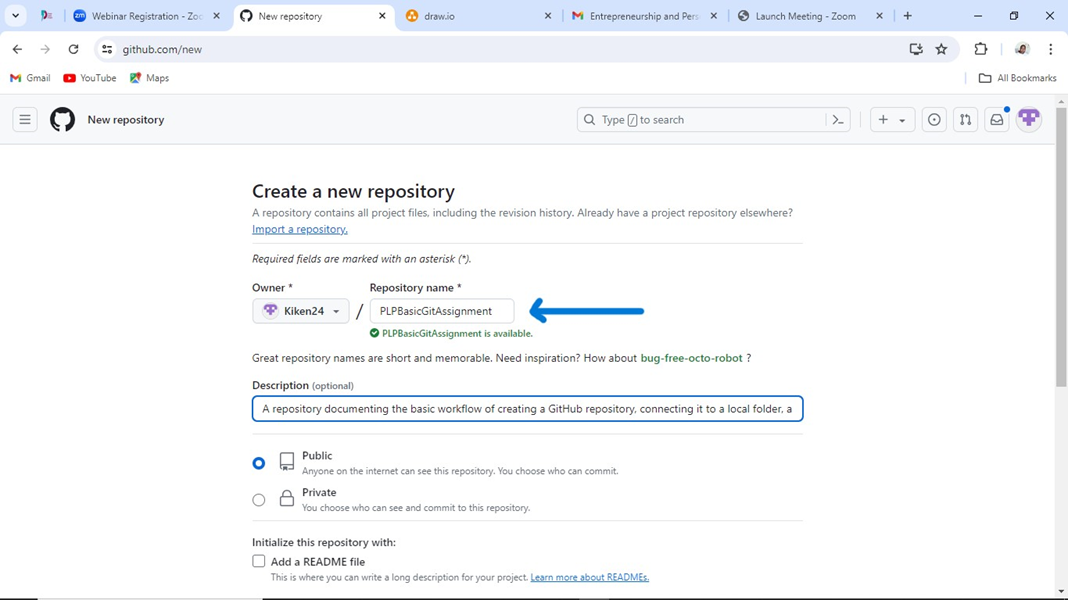 Webinar Registration - Zoo
New repository
draw.io
Entrepreneurship and Pers
Launch Meeting - Zoom
github.com/new
Gmail
YouTube
Maps
All Bookmarks
New repository
Type / to search
Create a new repository
A repository contains all project files, including the revision history. Already have a project repository elsewhere?
Import a repository.
Required fields are marked with an asterisk (*).
Owner * Repository name *
Kiken24 / PLPBasicGitAssignment
PLPBasicGitAssignment is available.
Great repository names are short and memorable. Need inspiration? How about bug-free-octo-robot ?
Description (optional)
A repository documenting the basic workflow of creating a GitHub repository, connecting it to a local folder, a
Public
Anyone on the internet can see this repository. You choose who can commit.
Private
You choose who can see and commit to this repository.
Initialize this repository with:
Add a README file
This is where you can write a long description for your project. Learn more about READMEs.